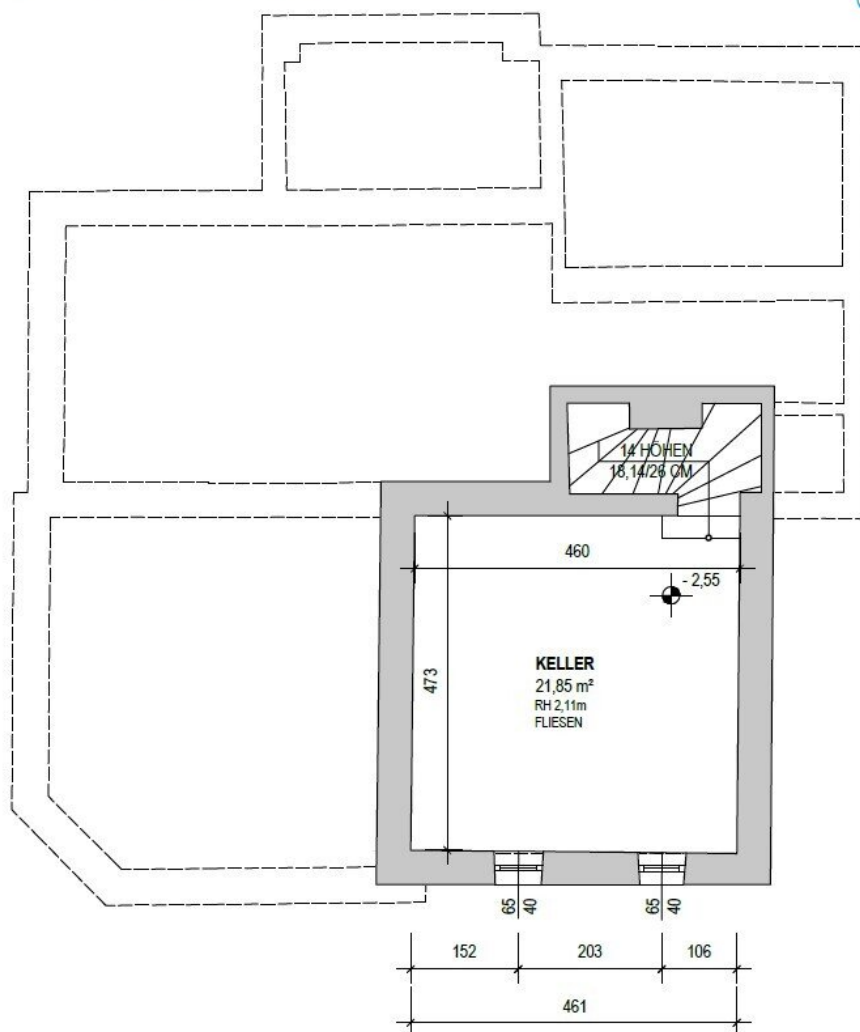 14 HÖHEN
18,14/26 CM
460
- 2,55
473
KELLER
21,85 m²
RH 2,11m
FLIESEN
65
40
65
40
152
203
106
461